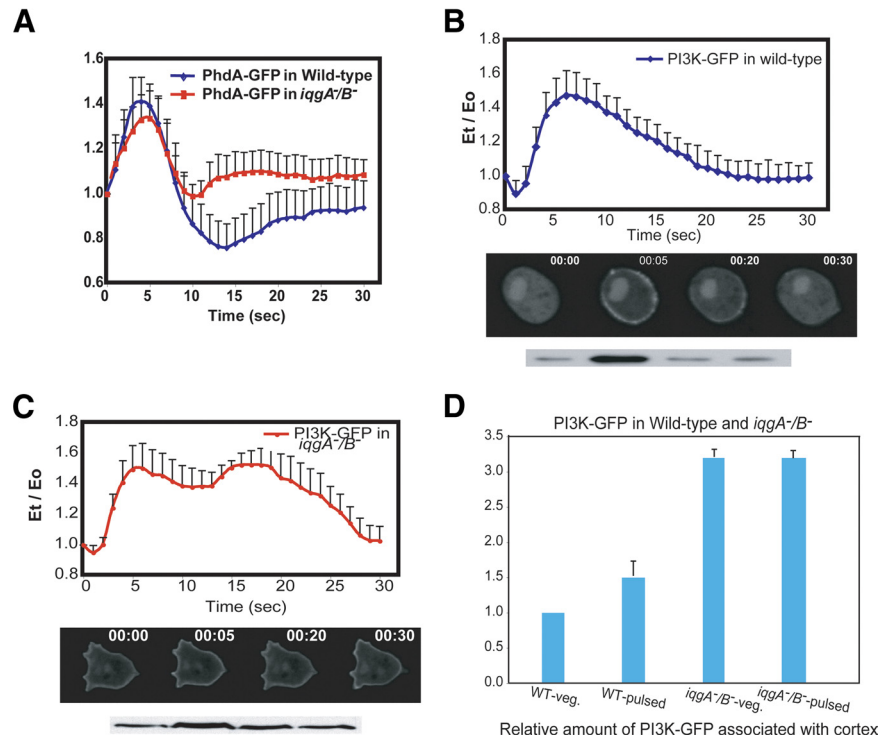 A
1.6
1.4
1.2
1.0
0.8
0.6
PhdA-GFP in Wild-type
PhdA-GFP in iqgA-/B-
0 5 10 15 20 25 30
Time (sec)
B
Et / Eo
1.8
1.6
1.4
1.2
1.0
0.8
PI3K-GFP in wild-type
0 5 10 15 20 25 30
Time (sec)
00:00 00:05 00:20 00:30
C
Et / Eo
1.8
1.6
1.4
1.2
1.0
0.8
PI3K-GFP in
iqgA-/B-
0 5 10 15 20 25 30
Time (sec)
00:00 00:05 00:20 00:30
D
PI3K-GFP in Wild-type and iqgA-/B-
3.5
3.0
2.5
2.0
1.5
1.0
0.5
0.0
WT-veg. WT-pulsed iqgA-/B--veg. iqgA-/B--pulsed
Relative amount of PI3K-GFP associated with cortex